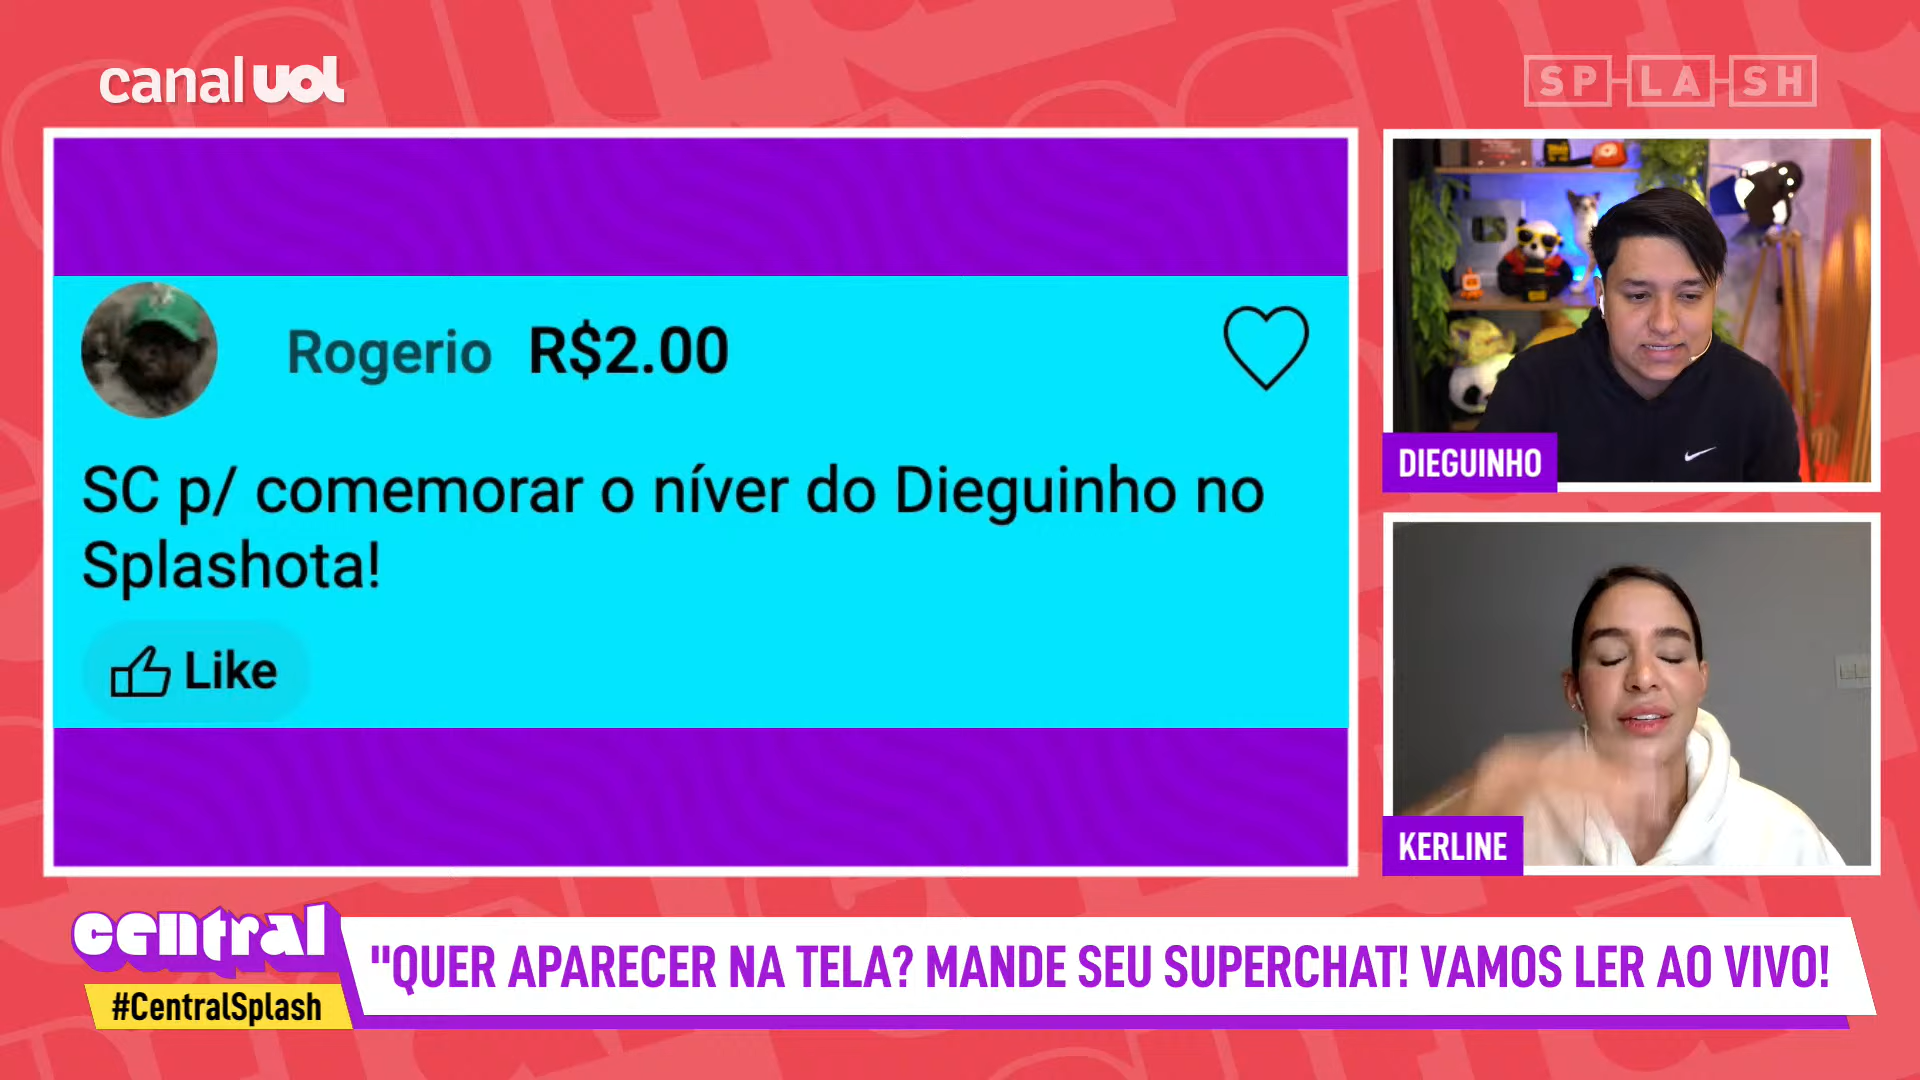 canal UOL
SPLASH
Rogerio R$2.00
SC p/ comemorar o níver do Dieguinho no
Splashota!
Like
DIEGUINHO
KERLINE
central
#CentralSplash
"QUER APARECER NA TELA? MANDE SEU SUPERCHAT! VAMOS LER AO VIVO!